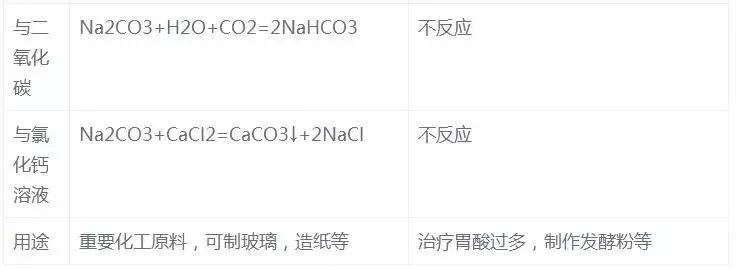 与二 Na2CO3+H2O+CO2=2NaHCO3 不反应
氧化
碳
与氯 Na2CO3+CaCl2=CaCO3↓+2NaCl 不反应
化钙
溶液
用途 重要化工原料，可制玻璃，造纸等 治疗胃酸过多，制作发酵粉等